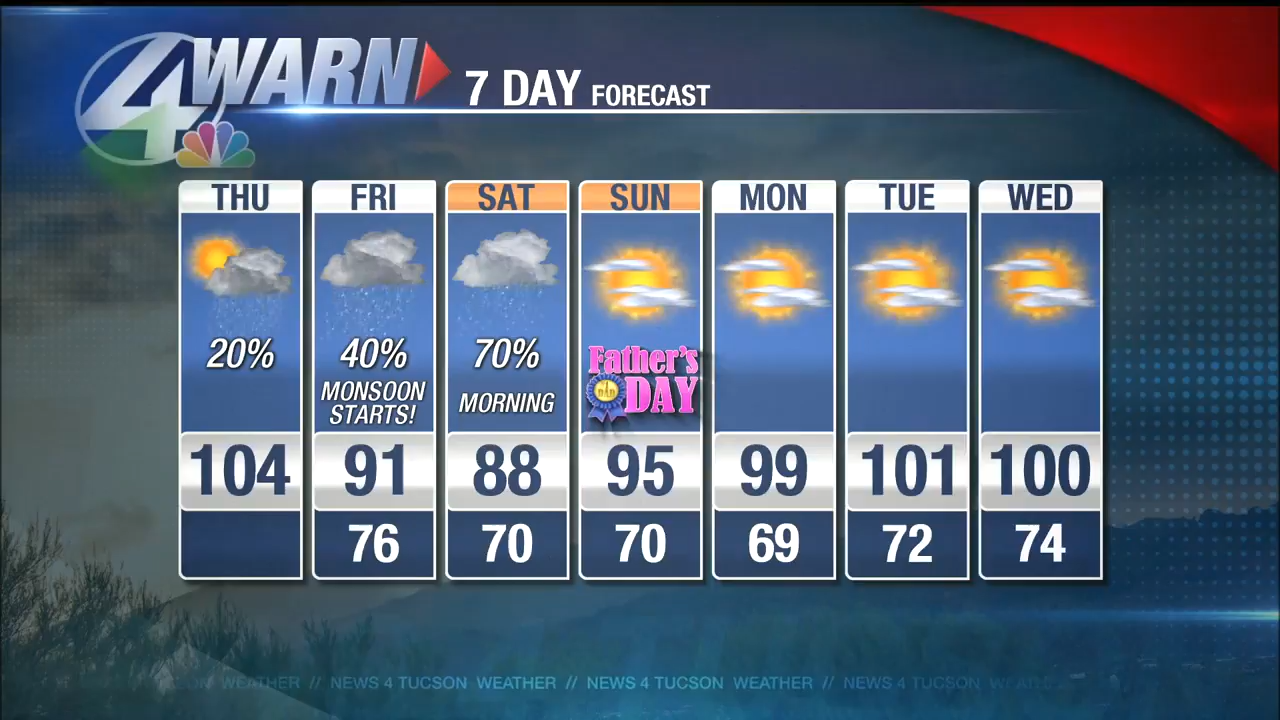 4WARN
7 DAY FORECAST
THU FRI SAT SUN MON TUE WED
20% 40% 70%
MONSOON STARTS!
MORNING
Father's
#1 DAD
DAY
104 91 88 95 99 101 100
76 70 70 69 72 74
WEATHER // NEWS 4 TUCSON WEATHER // NEWS 4 TUCSON WEATHER // NEWS 4 TUCSON